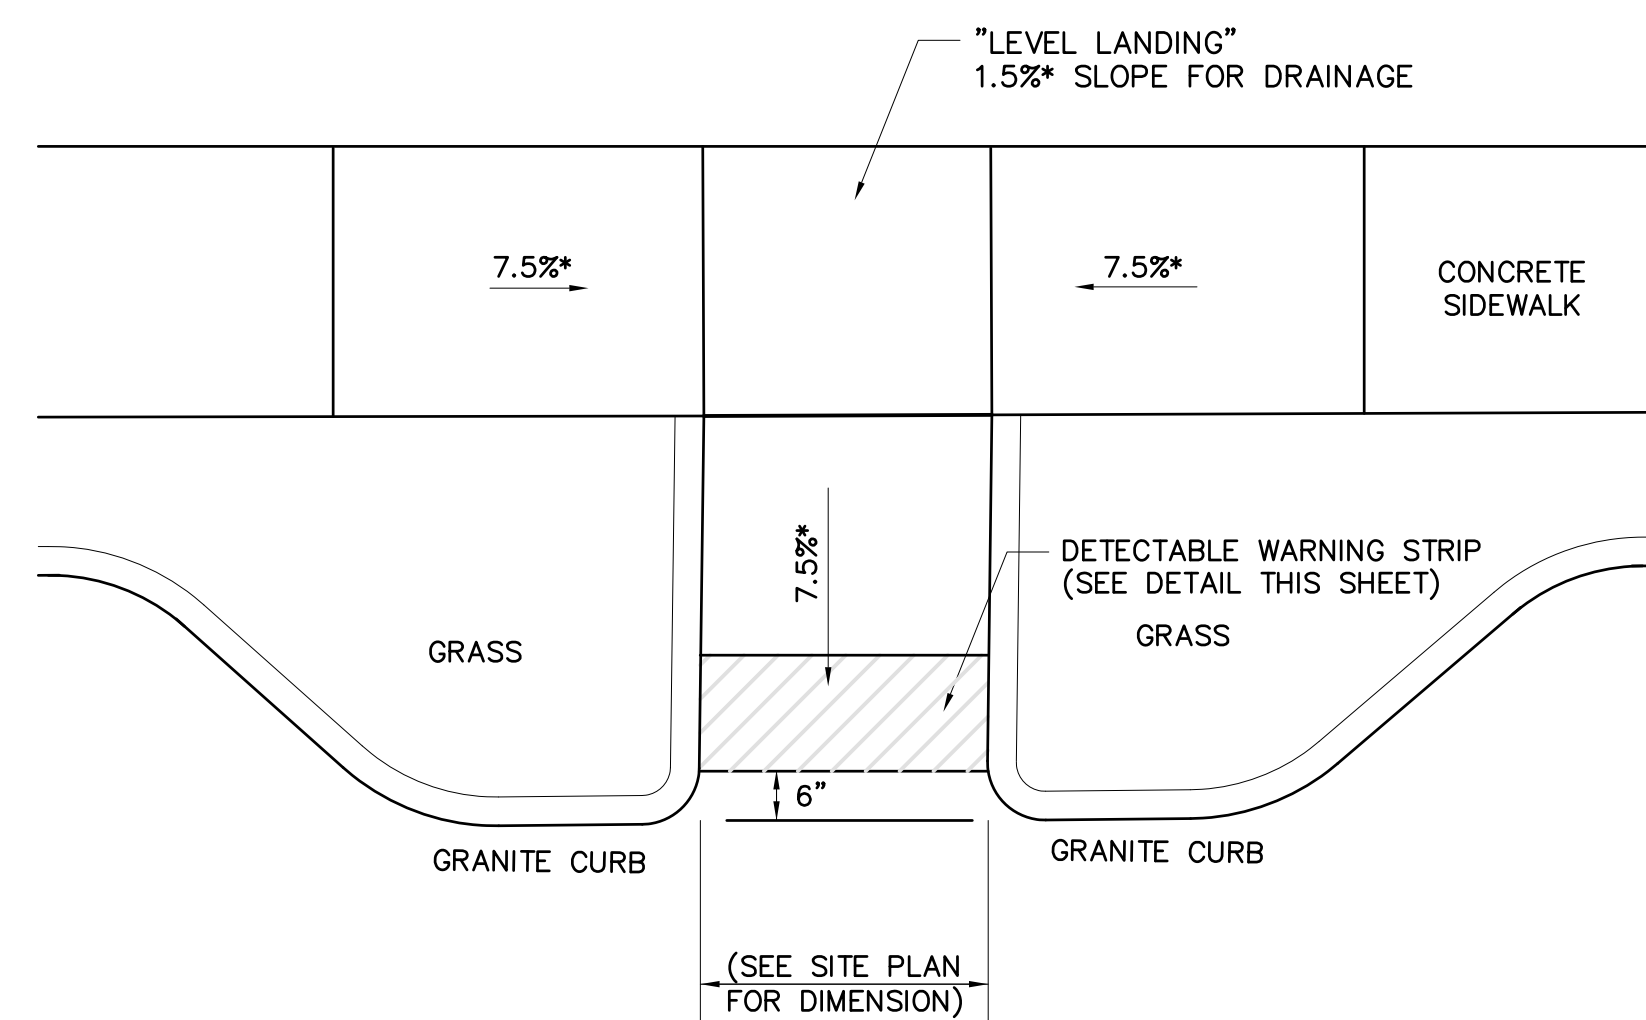 ”LEVEL LANDING”
1.5%* SLOPE FOR DRAINAGE
7.5%*
7.5%*
CONCRETE
SIDEWALK
7.5%*
DETECTABLE WARNING STRIP
(SEE DETAIL THIS SHEET)
GRASS
GRASS
6”
GRANITE CURB
GRANITE CURB
(SEE SITE PLAN
FOR DIMENSION)